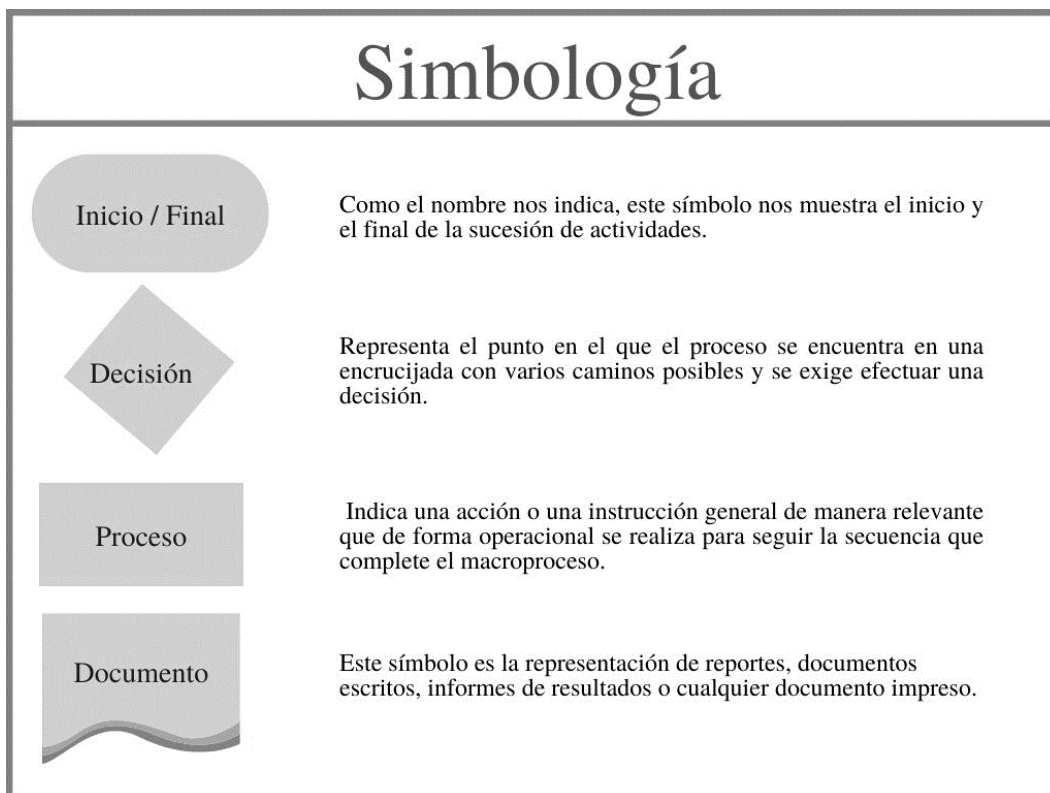 Simbología
Inicio / Final
Como el nombre nos indica, este símbolo nos muestra el inicio y
el final de la sucesión de actividades.
Decisión
Representa el punto en el que el proceso se encuentra en una
encrucijada con varios caminos posibles y se exige efectuar una
decisión.
Proceso
Indica una acción o una instrucción general de manera relevante
que de forma operacional se realiza para seguir la secuencia que
complete el macroproceso.
Documento
Este símbolo es la representación de reportes, documentos
escritos, informes de resultados o cualquier documento impreso.